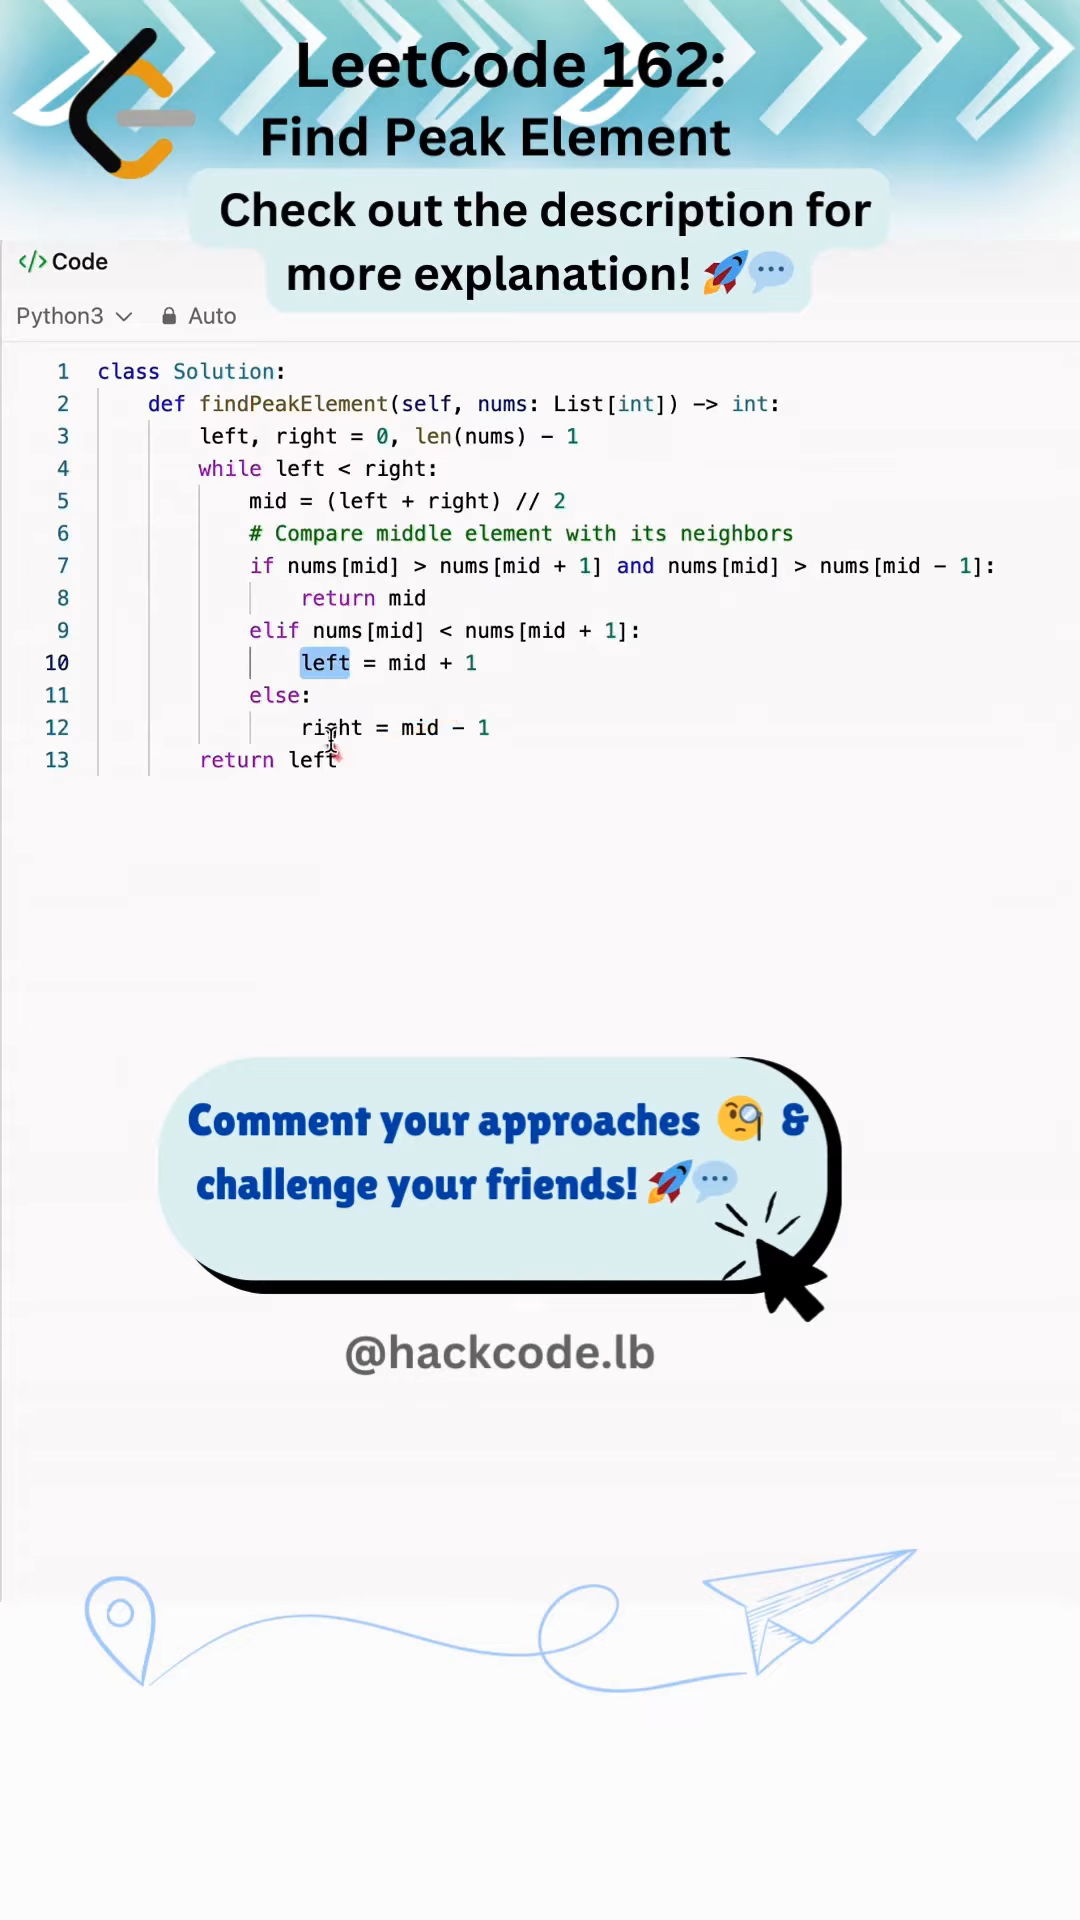 LeetCode 162:
Find Peak Element
Check out the description for
more explanation! 🚀💬
</> Code
Python3 Auto
1 class Solution:
2     def findPeakElement(self, nums: List[int]) -> int:
3         left, right = 0, len(nums) - 1
4         while left < right:
5             mid = (left + right) // 2
6             # Compare middle element with its neighbors
7             if nums[mid] > nums[mid + 1] and nums[mid] > nums[mid - 1]:
8                 return mid
9             elif nums[mid] < nums[mid + 1]:
10                 left = mid + 1
11             else:
12                 right = mid - 1
13         return left
Comment your approaches 🧐 &
challenge your friends! 🚀💬
@hackcode.lb